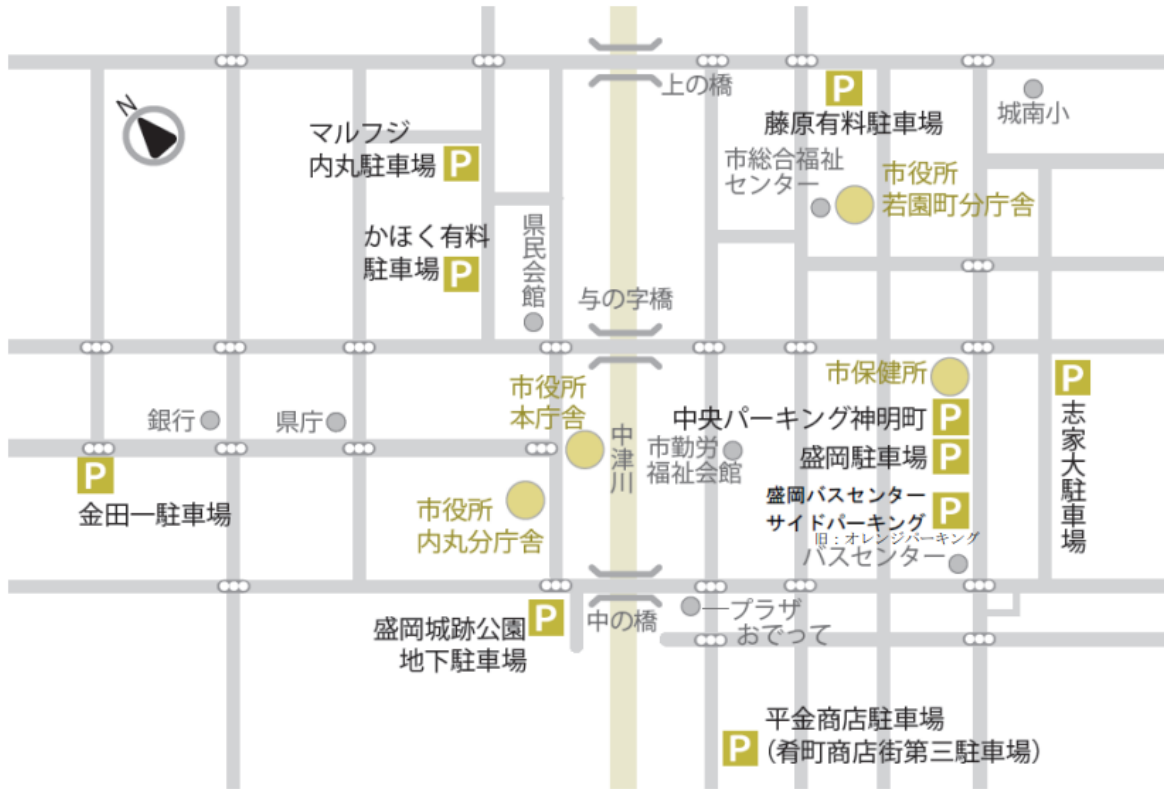 N
上の橋
P
藤原有料駐車場
城南小
マルフジ
内丸駐車場 P
市総合福祉
センター
市役所
若園町分庁舎
かほく有料
駐車場 P
県民会館
与の字橋
市役所
本庁舎
市保健所
P
志家大駐車場
銀行
県庁
中津川
中央パーキング神明町 P
市勤労
福祉会館
盛岡駐車場 P
P
金田一駐車場
市役所
内丸分庁舎
盛岡バスセンター
サイドパーキング P
旧：オレンジパーキング
バスセンター
盛岡城跡公園 P
地下駐車場
中の橋
プラザ
おでって
P 平金商店駐車場
（肴町商店街第三駐車場）